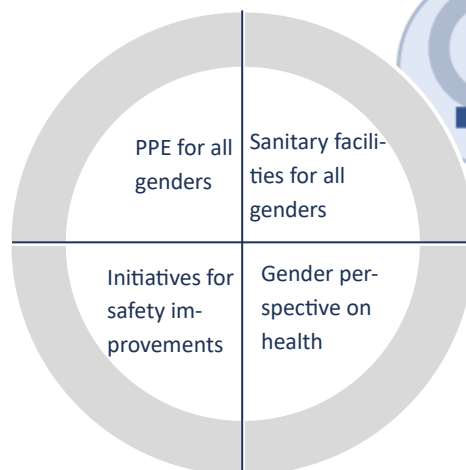 PPE for all
genders
Sanitary facili-
ties for all
genders
Initiatives for
safety im-
provements
Gender per-
spective on
health